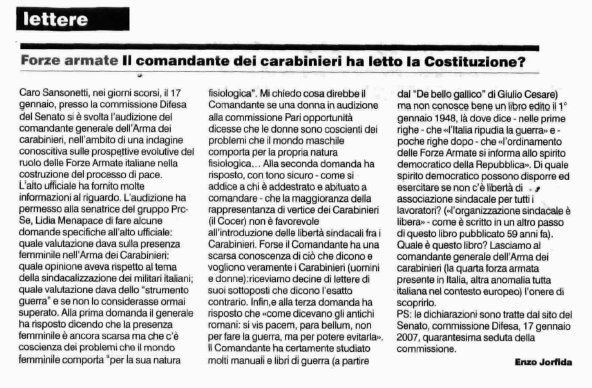 lettere
Forze armate Il comandante dei carabinieri ha letto la Costituzione?
Caro Sansonetti, nei giorni scorsi, il 17
gennaio, presso la commissione Difesa
del Senato si è svolta l'audizione del
comandante generale dell'Arma dei
carabinieri, nell'ambito di una indagine
conoscitiva sulle prospettive evolutive del
ruolo delle Forze Armate italiane nella
costruzione del processo di pace.
L'alto ufficiale ha fornito molte
informazioni al riguardo. L'audizione ha
permesso alla senatrice del gruppo Prc-
Se, Lidia Menapace di fare alcune
domande specifiche all'alto ufficiale:
quale valutazione dava sulla presenza
femminile nell'Arma dei Carabinieri:
quale opinione aveva rispetto al tema
della sindacalizzazione dei militari italiani;
quale valutazione dava dello "strumento
guerra" e se non lo considerasse ormai
superato. Alla prima domanda il generale
ha risposto dicendo che la presenza
femminile è ancora scarsa ma che c'è
coscienza dei problemi che il mondo
femminile comporta "per la sua natura
fisiologica". Mi chiedo cosa direbbe il
Comandante se una donna in audizione
alla commissione Pari opportunità
dicesse che le donne sono coscienti dei
problemi che il mondo maschile
comporta per la propria natura
fisiologica... Alla seconda domanda ha
risposto, con tono sicuro - come si
addice a chi è addestrato e abituato a
comandare - che la maggioranza della
rappresentanza di vertice dei Carabinieri
(il Cocer) non è favorevole
all'introduzione delle libertà sindacali fra i
Carabinieri. Forse il Comandante ha una
scarsa conoscenza di ciò che dicono e
vogliono veramente i Carabinieri (uomini
e donne):riceviamo decine di lettere di
suoi sottoposti che dicono l'esatto
contrario. Infin,e alla terza domanda ha
risposto che «come dicevano gli antichi
romani: si vis pacem, para bellum, non
per fare la guerra, ma per potere evitarla».
Il Comandante ha certamente studiato
molti manuali e libri di guerra (a partire
dal "De bello gallico" di Giulio Cesare)
ma non conosce bene un libro edito il 1°
gennaio 1948, là dove dice - nelle prime
righe - che «l'Italia ripudia la guerra» e -
poche righe dopo - che «l'ordinamento
delle Forze Armate si informa allo spirito
democratico della Repubblica». Di quale
spirito democratico possono disporre ed
esercitare se non c'è libertà di
associazione sindacale per tutti i
lavoratori? («l'organizzazione sindacale è
libera» - come è scritto in un altro passo
di questo libro pubblicato 59 anni fa).
Quale è questo libro? Lasciamo al
comandante generale dell'Arma dei
carabinieri (la quarta forza armata
presente in Italia, altra anomalia tutta
italiana nel contesto europeo) l'onere di
scoprirlo.
PS: le dichiarazioni sono tratte dal sito del
Senato, commissione Difesa, 17 gennaio
2007, quarantesima seduta della
commissione.
Enzo Jorfida